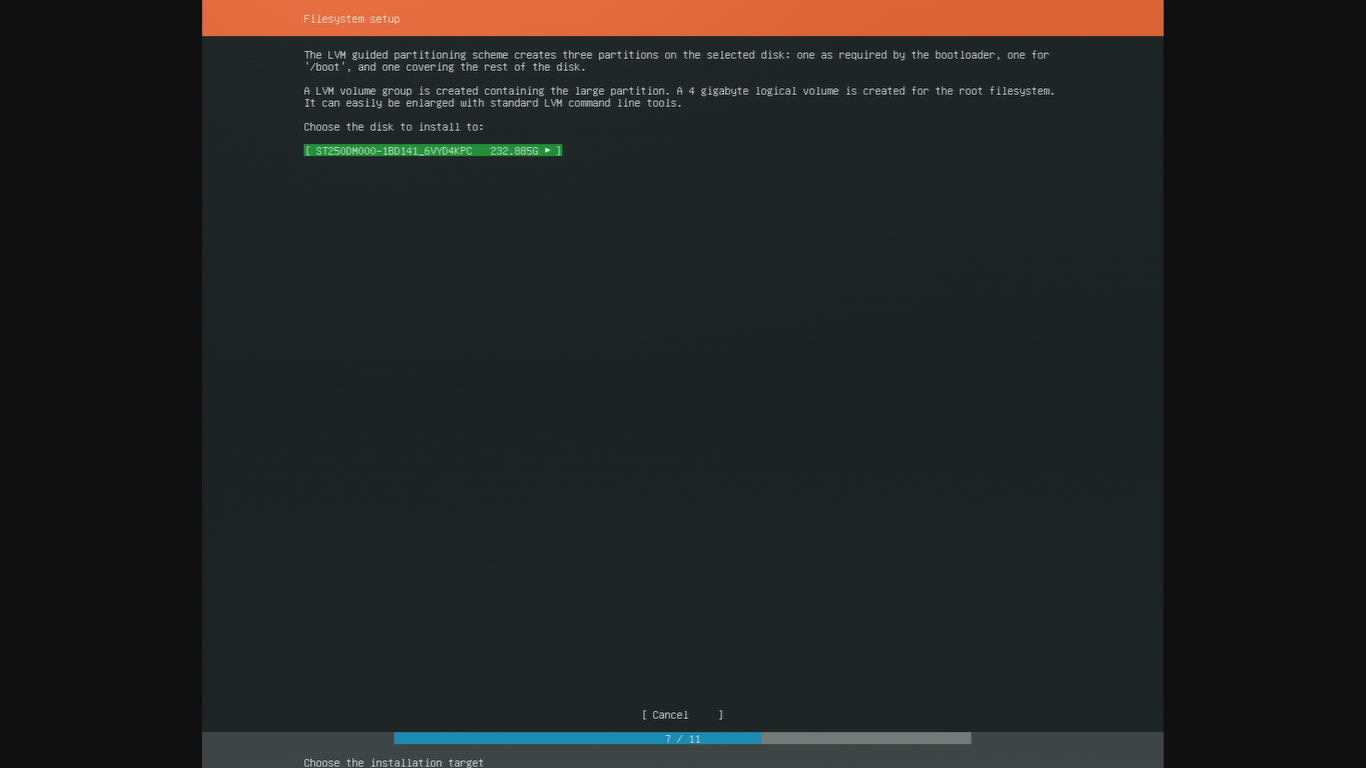 Filesystem setup
The LVM guided partitioning scheme creates three partitions on the selected disk: one as required by the bootloader, one for
'/boot', and one covering the rest of the disk.
A LVM volume group is created containing the large partition. A 4 gigabyte logical volume is created for the root filesystem.
It can easily be enlarged with standard LVM command line tools.
Choose the disk to install to:
[ ST250DM000-1BD141_6VYD4KPC   232.885G ► ]
[ Cancel     ]
7 / 11
Choose the installation target